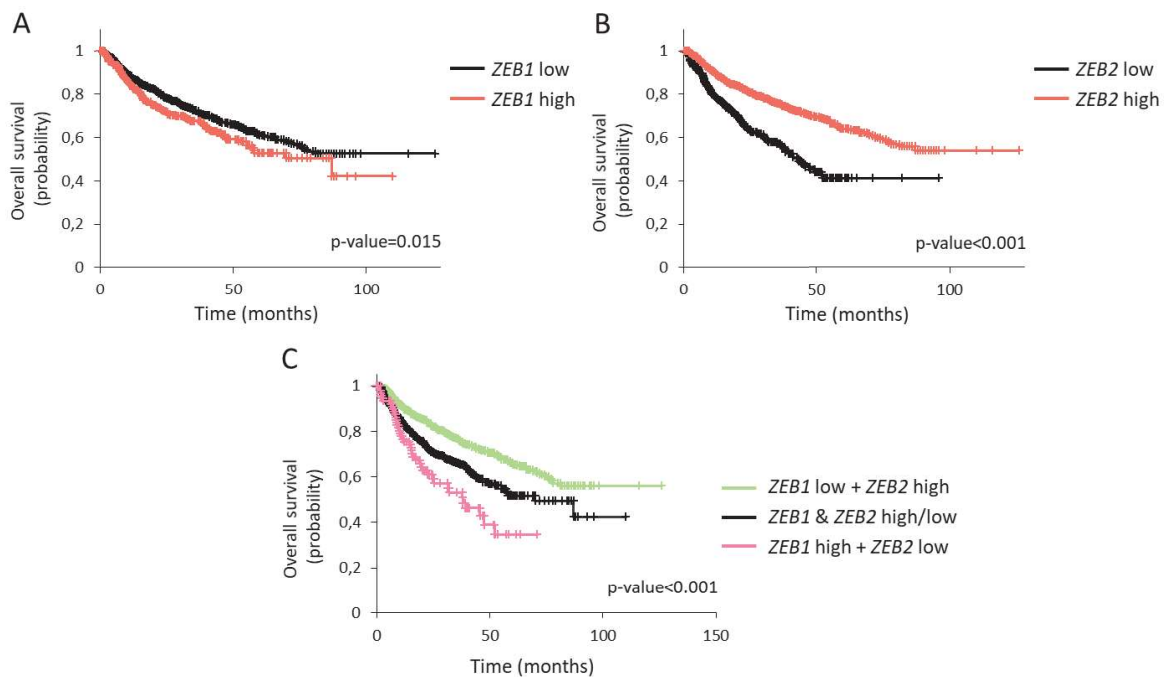 A
Overall survival
(probability)
1
0,8
0,6
0,4
0,2
0
0
50
100
Time (months)
ZEB1 low
ZEB1 high
p-value=0.015
B
Overall survival
(probability)
1
0,8
0,6
0,4
0,2
0
0
50
100
Time (months)
ZEB2 low
ZEB2 high
p-value<0.001
C
Overall survival
(probability)
1
0,8
0,6
0,4
0,2
0
0
50
100
150
Time (months)
ZEB1 low + ZEB2 high
ZEB1 & ZEB2 high/low
ZEB1 high + ZEB2 low
p-value<0.001